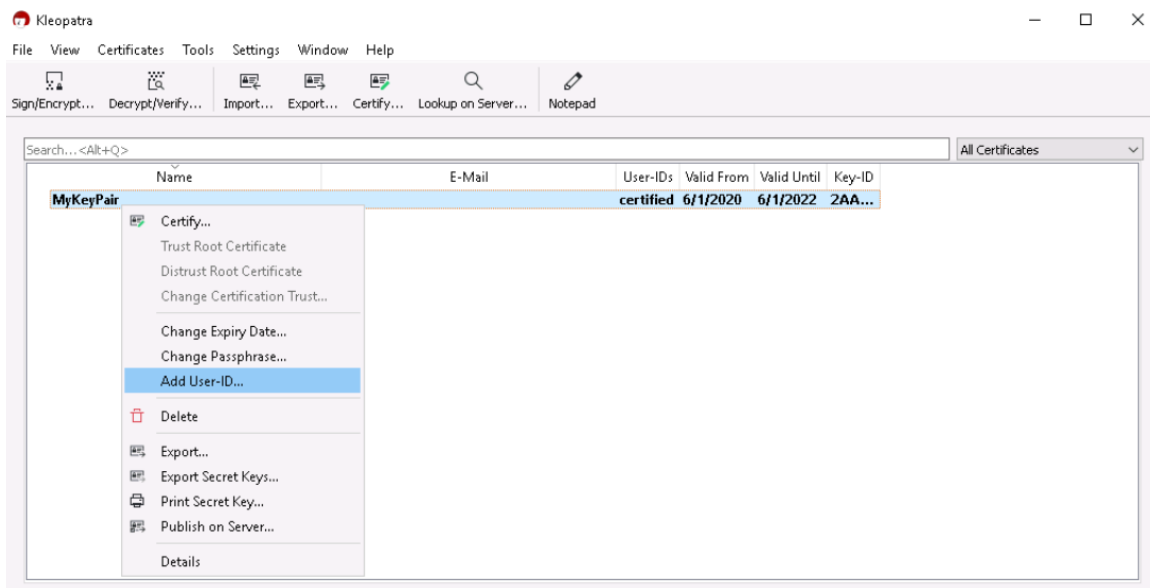 Kleopatra
File View Certificates Tools Settings Window Help
Sign/Encrypt... Decrypt/Verify... Import... Export... Certify... Lookup on Server... Notepad
Search...<Alt+Q> All Certificates
Name E-Mail User-IDs Valid From Valid Until Key-ID
MyKeyPair certified 6/1/2020 6/1/2022 2AA...
Certify...
Trust Root Certificate
Distrust Root Certificate
Change Certification Trust...
Change Expiry Date...
Change Passphrase...
Add User-ID...
Delete
Export...
Export Secret Keys...
Print Secret Key...
Publish on Server...
Details